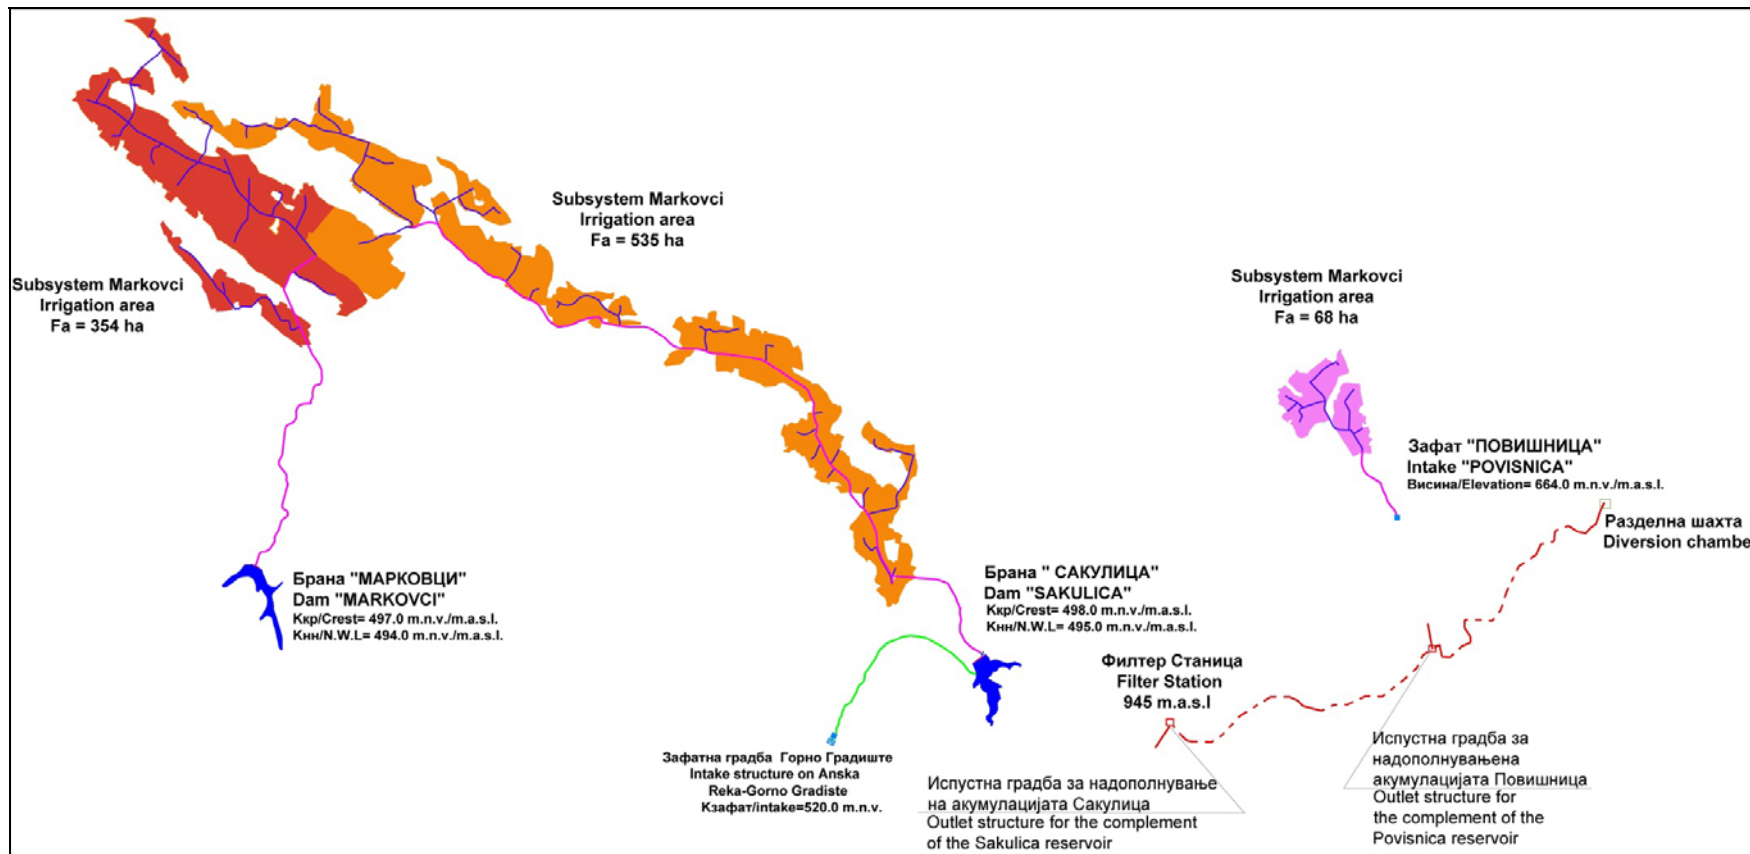 Subsystem Markovci
Irrigation area
Fa = 535 ha
Subsystem Markovci
Irrigation area
Fa = 354 ha
Subsystem Markovci
Irrigation area
Fa = 68 ha
Зафат "ПОВИШНИЦА"
Intake "POVISNICA"
Висина/Elevation= 664.0 m.n.v./m.a.s.l.
Разделна шахта
Diversion chambe
Брана "МАРКОВЦИ"
Dam "MARKOVCI"
Ккр/Crest= 497.0 m.n.v./m.a.s.l.
Кнн/N.W.L= 494.0 m.n.v./m.a.s.l.
Брана " САКУЛИЦА"
Dam "SAKULICA"
Ккр/Crest= 498.0 m.n.v./m.a.s.l.
Кнн/N.W.L= 495.0 m.n.v./m.a.s.l.
Филтер Станица
Filter Station
945 m.a.s.l
Зафатна градба Горно Градиште
Intake structure on Anska
Reka-Gorno Gradiste
Кзафат/intake=520.0 m.n.v.
Испустна градба за надополнување
на акумулацијата Сакулица
Outlet structure for the complement
of the Sakulica reservoir
Испустна градба за
надополнувањена
акумулацијата Повишница
Outlet structure for
the complement of the
Povisnica reservoir